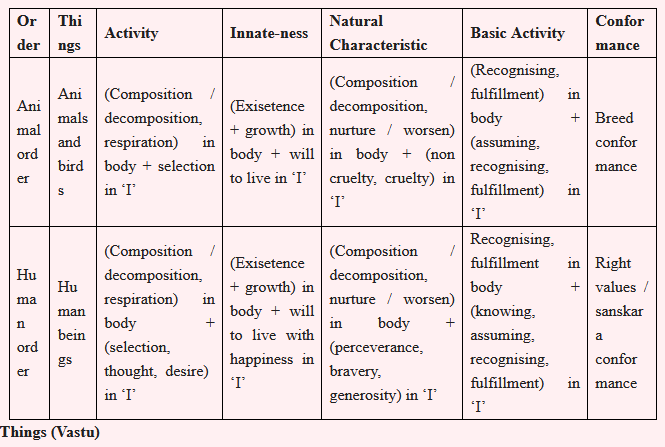 Or
der
Thi
ngs
Activity
Innate-ness
Natural
Characteristic
Basic Activity
Confor
mance
Ani
mal
ord
er
Ani
mals
and
bird
s
(Composition /
decomposition,
respiration) in
body + selection
in ‘I’
(Exisetence
+ growth) in
body + will
to live in ‘I’
(Composition /
decomposition,
nurture / worsen)
in body + (non
cruelty, cruelty) in
‘I’
(Recognising,
fulfillment) in
body +
(assuming,
recognising,
fulfillment) in
‘I’
Breed
confor
mance
Hu
ma
n
ord
er
Hu
man
bein
gs
(Composition /
decomposition,
respiration) in
body +
(selection,
thought, desire)
in ‘I’
(Exisetence
+ growth) in
body + will
to live with
happiness in
‘I’
(Composition /
decomposition,
nurture / worsen)
in body +
(perceverance,
bravery,
generosity) in ‘I’
Recognising,
fulfillment in
body +
(knowing,
assuming,
recognising,
fulfillment) in
‘I’
Right
values /
sanskar
a
confor
mance
Things (Vastu)